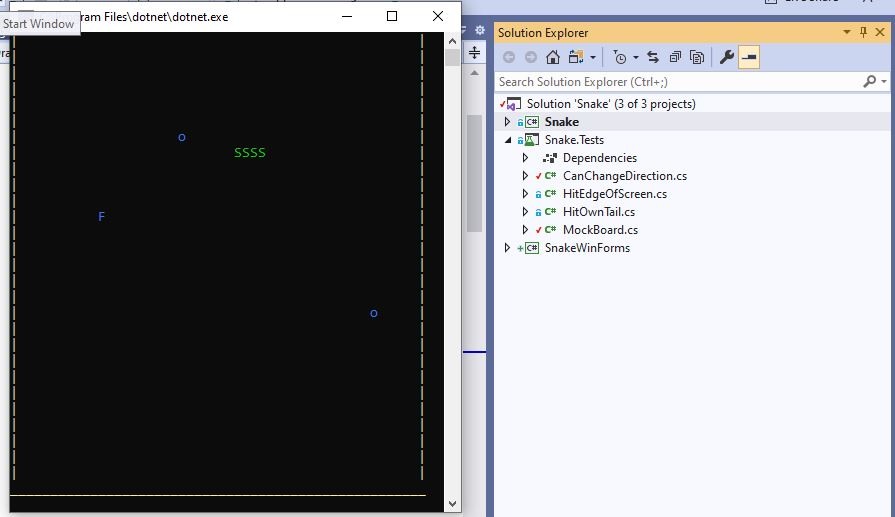 ram Files\dotnet\dotnet.exe
Start Window
o
SSSS
F
o
Solution Explorer
Search Solution Explorer (Ctrl+;)
Solution 'Snake' (3 of 3 projects)
C# Snake
Snake.Tests
Dependencies
C# CanChangeDirection.cs
C# HitEdgeOfScreen.cs
C# HitOwnTail.cs
C# MockBoard.cs
C# SnakeWinForms